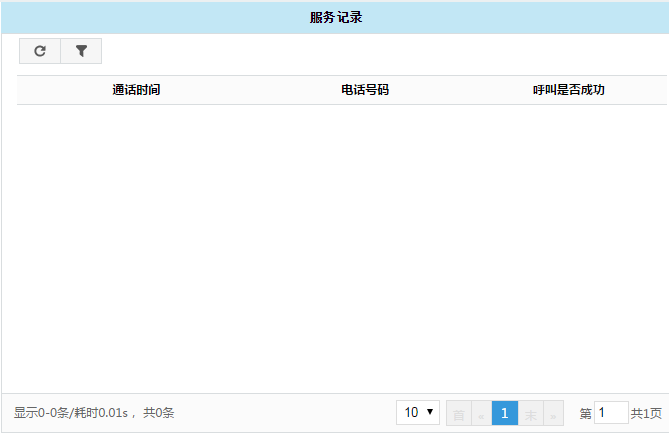 服务记录
通话时间 电话号码 呼叫是否成功
显示0-0条/耗时0.01s， 共0条 10 首 « 1 末 » 第 1 共1页